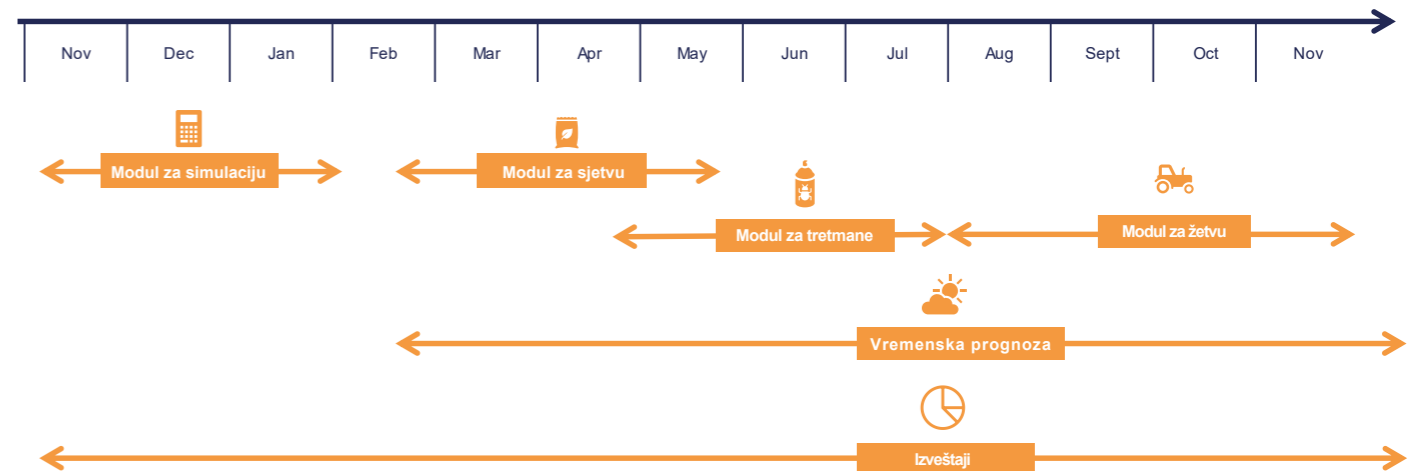 Nov Dec Jan Feb Mar Apr May Jun Jul Aug Sept Oct Nov
Modul za simulaciju Modul za sjetvu
Modul za tretmane Modul za žetvu
Vremenska prognoza
Izveštaji